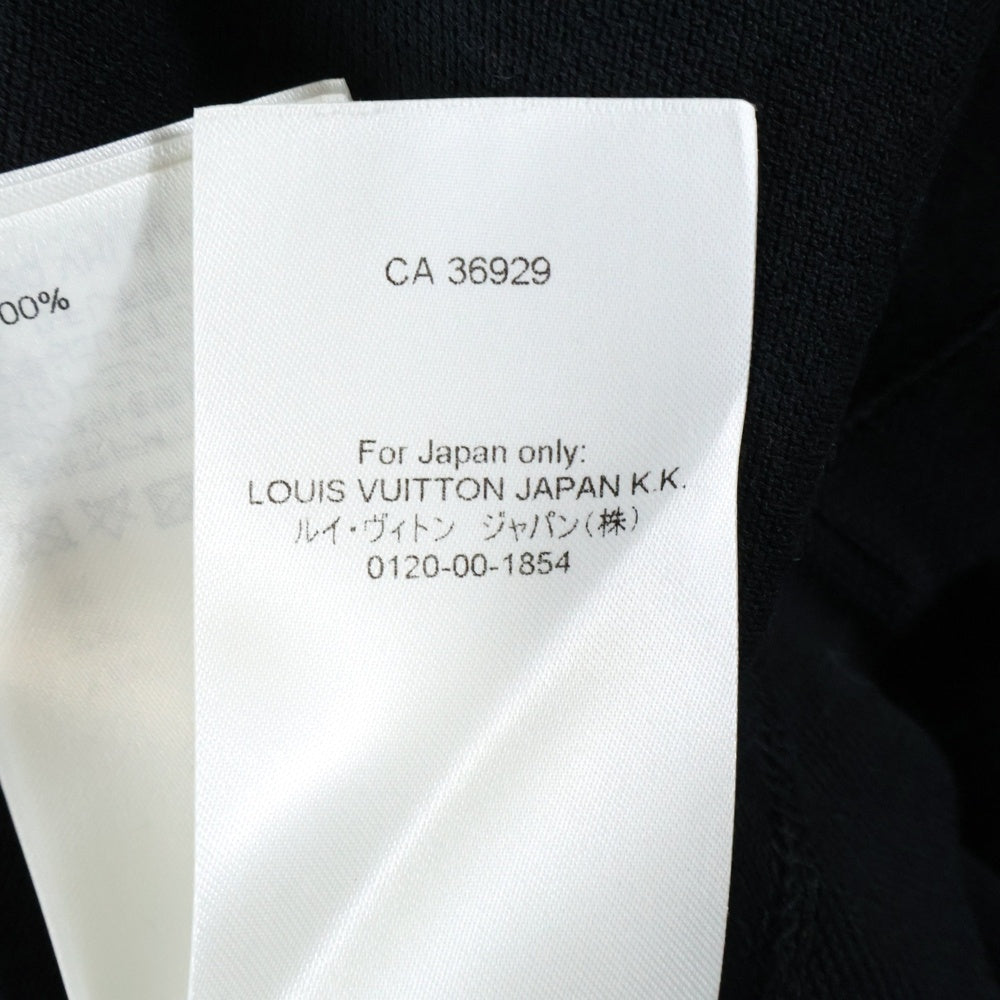 CA 36929
00%
For Japan only:
LOUIS VUITTON JAPAN K.K.
ルイ・ヴィトン　ジャパン(株)
0120-00-1854